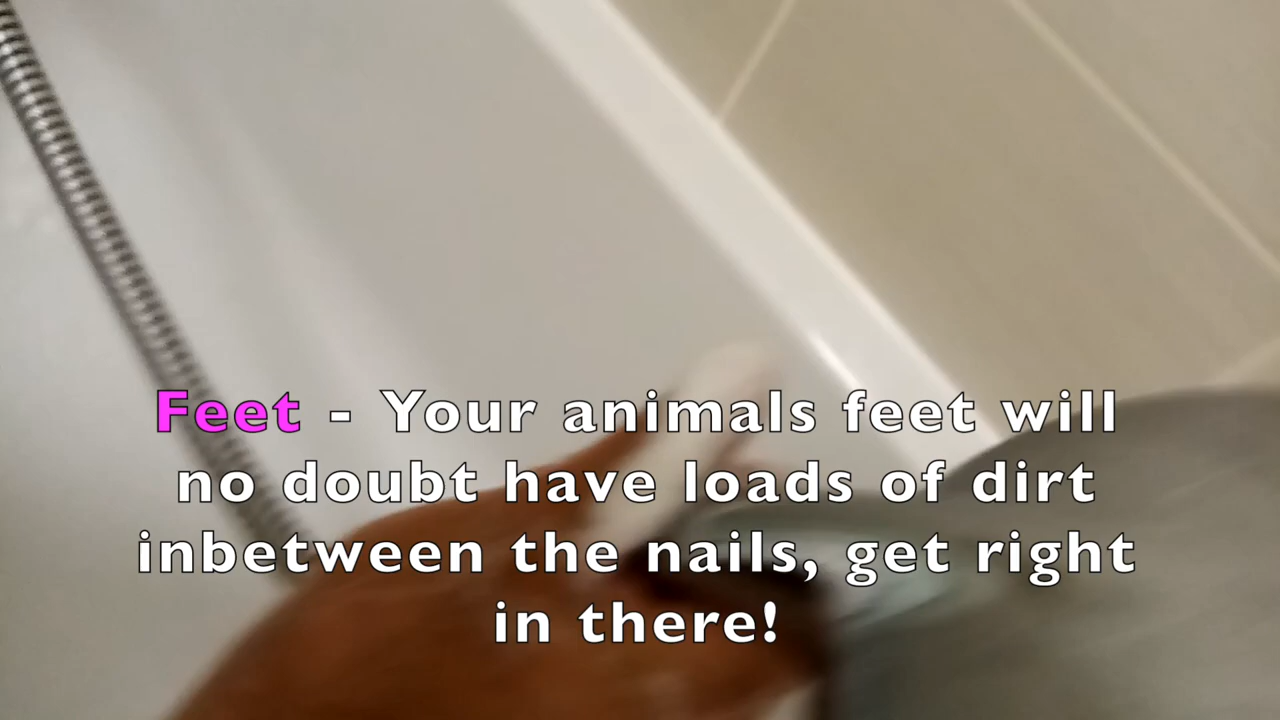 Feet - Your animals feet will
no doubt have loads of dirt
inbetween the nails, get right
in there!